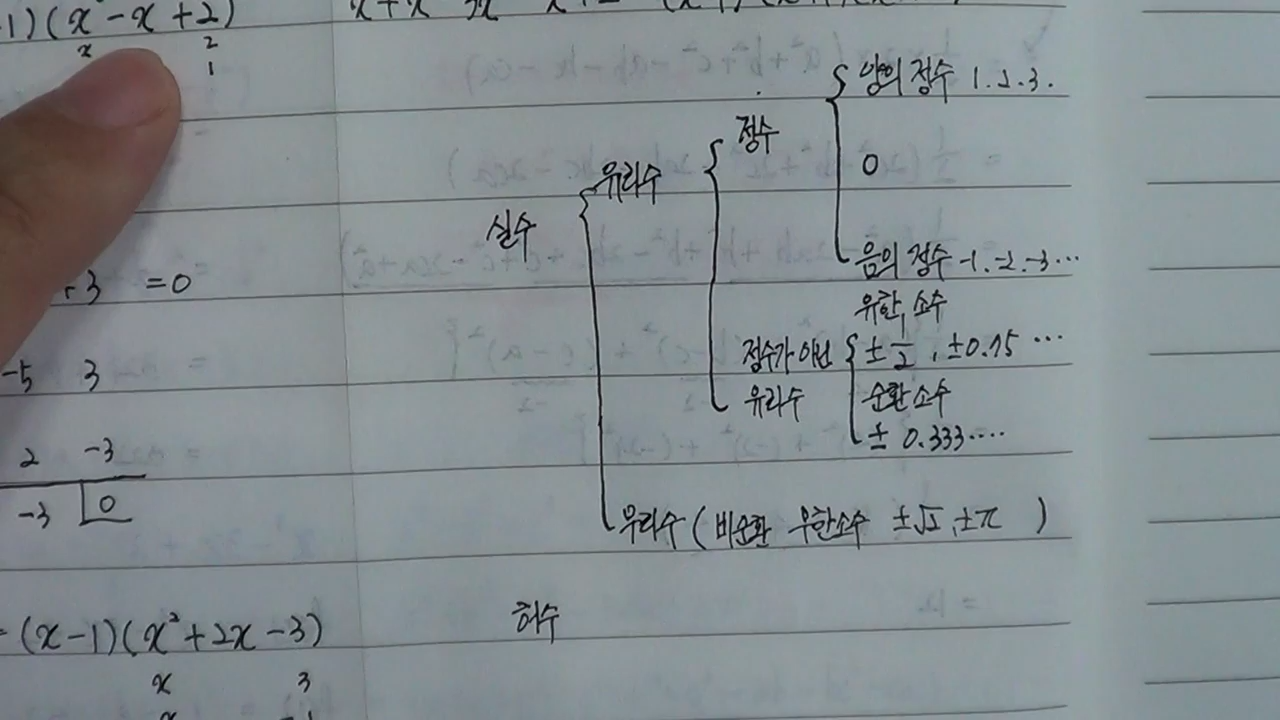 -1)(x²-x+2)
x 2
1
양의 정수 1.2.3.
정수
0
유리수
실수
음의 정수 -1.-2.-3…
+3 =0
유한소수
정수가 아닌 ±1/2, ±0.75 …
-5 3
유리수 순환소수
± 0.333….
2 -3
-3 0
무리수 (비순환 무한소수 ±√2, ±π )
허수
(x-1)(x²+2x-3)
x 3
x -1